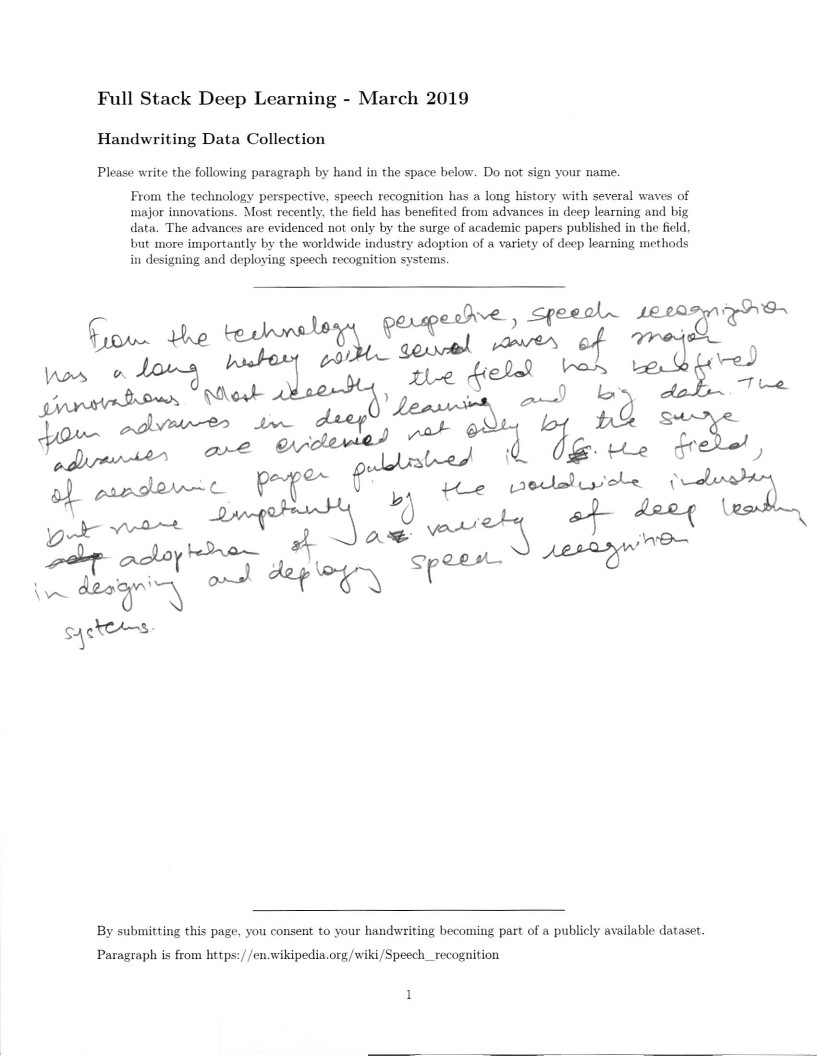 Full Stack Deep Learning - March 2019
Handwriting Data Collection
Please write the following paragraph by hand in the space below. Do not sign your name.
From the technology perspective, speech recognition has a long history with several waves of
major innovations. Most recently, the field has benefited from advances in deep learning and big
data. The advances are evidenced not only by the surge of academic papers published in the field,
but more importantly by the worldwide industry adoption of a variety of deep learning methods
in designing and deploying speech recognition systems.
From the technology perspective, speech recognition
has a long history with several waves of major
innovations. Most recently, the field has benefited
from advances in deep learning and big data. The
advances are evidenced not only by the surge
of academic paper published in the field,
but more importantly by the worldwide industry
adoption of a variety of deep learning
in designing and deploying speech recognition
systems.
By submitting this page, you consent to your handwriting becoming part of a publicly available dataset.
Paragraph is from https://en.wikipedia.org/wiki/Speech_recognition
1